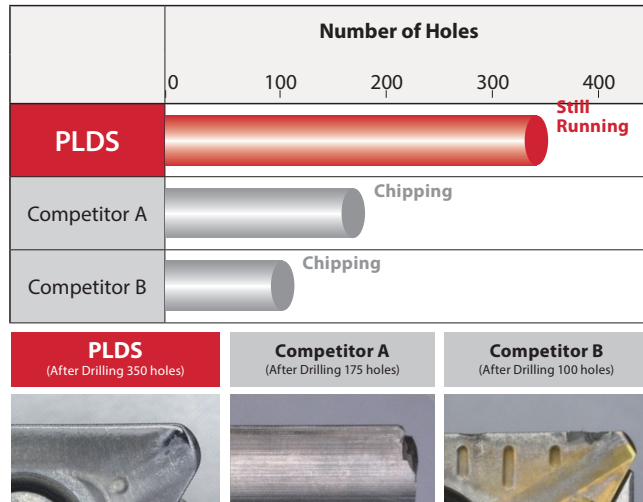 Number of Holes
0 100 200 300 400
PLDS
Still
Running
Competitor A
Chipping
Competitor B
Chipping
PLDS
(After Drilling 350 holes)
Competitor A
(After Drilling 175 holes)
Competitor B
(After Drilling 100 holes)